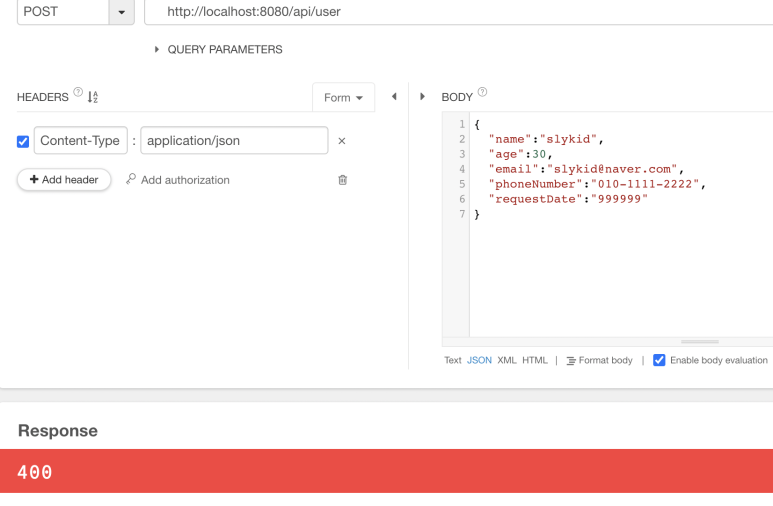 POST
http://localhost:8080/api/user
QUERY PARAMETERS
HEADERS ? A Z
Form
BODY ?
Content-Type : application/json ×
+ Add header
Add authorization
1 {
2 "name":"slykid",
3 "age":30,
4 "email":"slykid@naver.com",
5 "phoneNumber":"010-1111-2222",
6 "requestDate":"999999"
7 }
Text JSON XML HTML | Format body | Enable body evaluation
Response
400